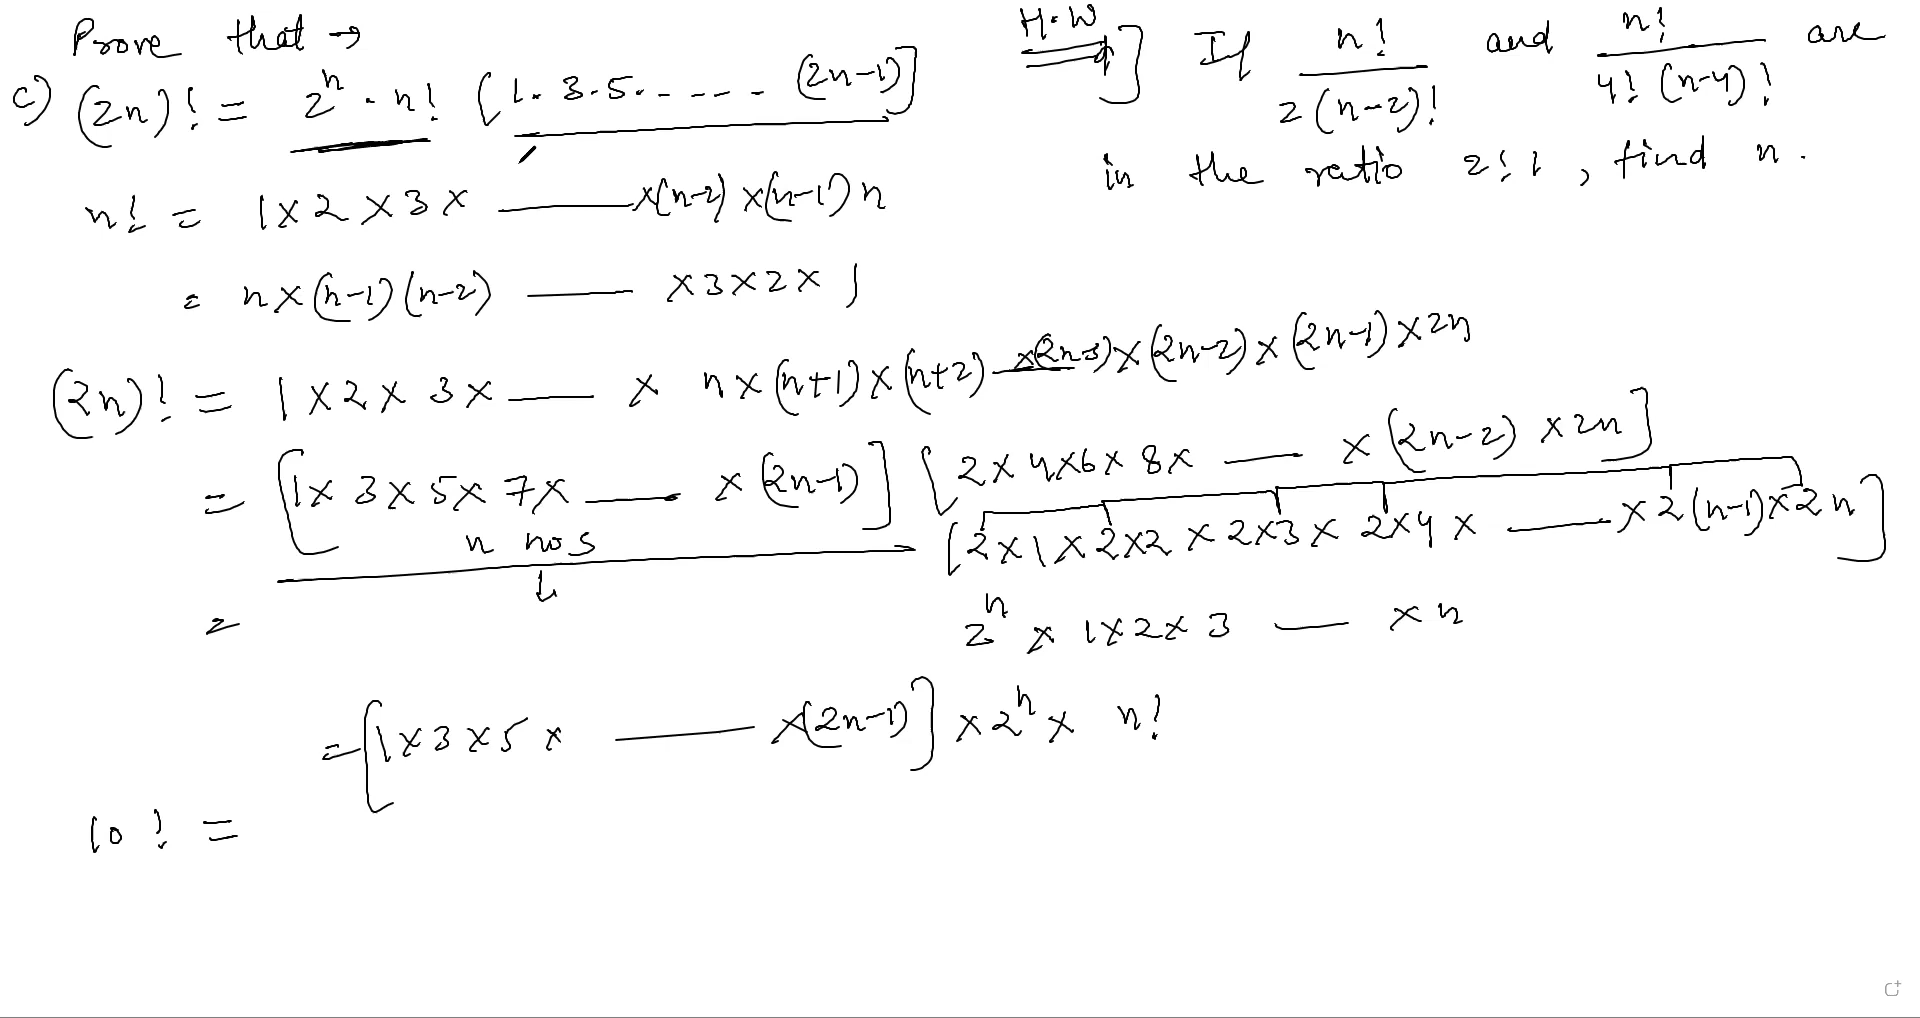 Prove that →
c) (2n)! = 2ⁿ · n! [1. 3. 5. - - - - - (2n-1)]
n! = 1 × 2 × 3 × —— ×(n-2) ×(n-1) n
= n × (n-1) (n-2) —— × 3 × 2 × 1
(2n)! = 1 × 2 × 3 × —— × n × (n+1) × (n+2) — ×(2n-3) × (2n-2) × (2n-1) × 2n
= [1 × 3 × 5 × 7 × —— × (2n-1)] [2 × 4 × 6 × 8 × —— × (2n-2) × 2n]
n nos
↓
[2 × 1 × 2 × 2 × 2 × 3 × 2 × 4 × —— × 2 (n-1) × 2 n]
= 2ⁿ × 1 × 2 × 3 —— × n
= [1 × 3 × 5 × —— ×(2n-1)] × 2ⁿ × n!
10 ! =
H.W
] If n!/2(n-2)! and n!/4!(n-4)! are
in the ratio 2:1, find n.